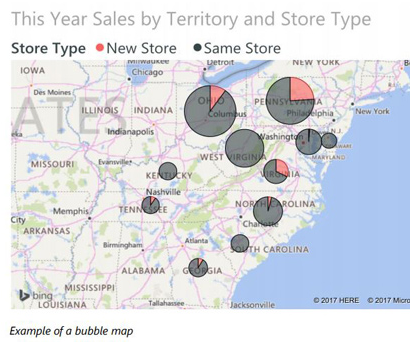 This Year Sales by Territory and Store Type
Store Type New Store Same Store
Milwaukee Detroit NEW YORK
IOWA Chicago
Des Moines OHIO PENNSYLVANIA New York
ATES ILLINOIS INDIANA Columbus Philadelphia
Indianapolis Washington N.J.
MISSOURI Evansville WEST VIRGINIA MARYLAND
KENTUCKY VIRGINIA
Nashville
City Memphis TENNESSEE NORTH CAROLINA
ARKANSAS Charlotte
Birmingham Atlanta SOUTH CAROLINA
ALABAMA GEORGIA
MISSISSIPPI
bing © 2017 HERE © 2017 Micro
LOUISIANA Tallahassee Jacksonville
Example of a bubble map